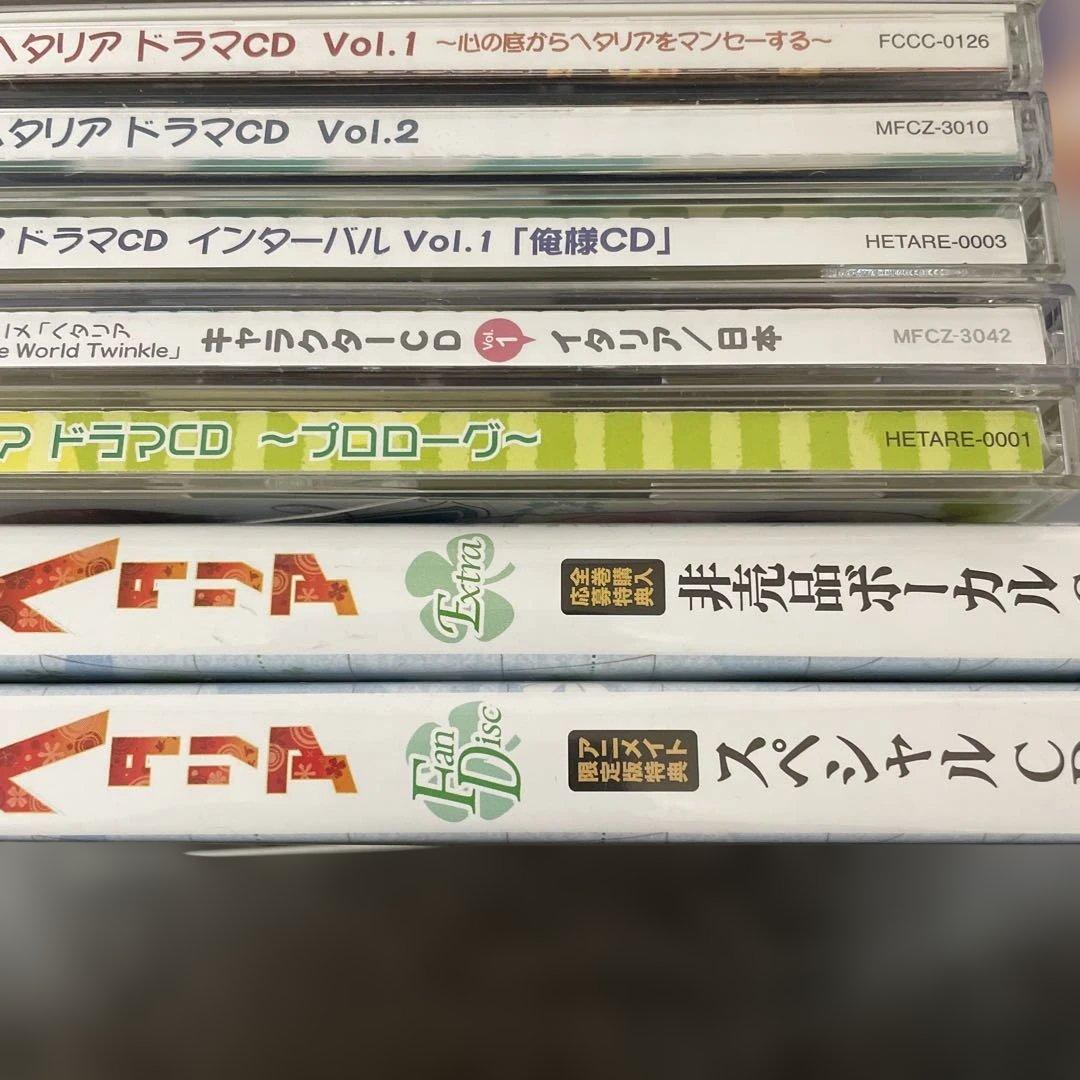 ヘタリア ドラマCD Vol.1 ～心の底からヘタリアをマンセーする～ FCCC-0126
ヘタリア ドラマCD Vol.2 MFCZ-3010
ア ドラマCD インターバル Vol.1「俺様CD」 HETARE-0003
ニメ「ヘタリア
e World Twinkle」 キャラクターCD Vol.1 イタリア／日本 MFCZ-3042
ア ドラマCD ～プロローグ～ HETARE-0001
ヘタリア Extra 全巻購入応募特典 非売品ボーカル
ヘタリア Fan Disc アニメイト限定版特典 スペシャル CD